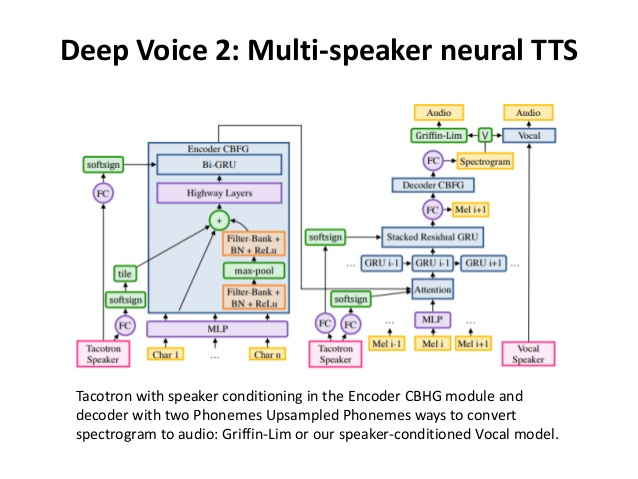 Deep Voice 2: Multi-speaker neural TTS
Audio
Audio
Griffin-Lim
V
Vocal
FC
Spectrogram
Decoder CBFG
FC
Mel i+1
Stacked Residual GRU
softsign
...
GRU i-1
GRU i-1
GRU i+1
...
Attention
softsign
FC
FC
MLP
Tacotron
Speaker
Mel i-1
Mel i
Mel i+1
Vocal
Speaker
Encoder CBFG
softsign
Bi-GRU
FC
Highway Layers
+
Filter-Bank +
BN + ReLu
max-pool
Filter-Bank +
BN + ReLu
tile
softsign
FC
MLP
Tacotron
Speaker
Char 1
...
Char n
Tacotron with speaker conditioning in the Encoder CBHG module and
decoder with two Phonemes Upsampled Phonemes ways to convert
spectrogram to audio: Griffin-Lim or our speaker-conditioned Vocal model.